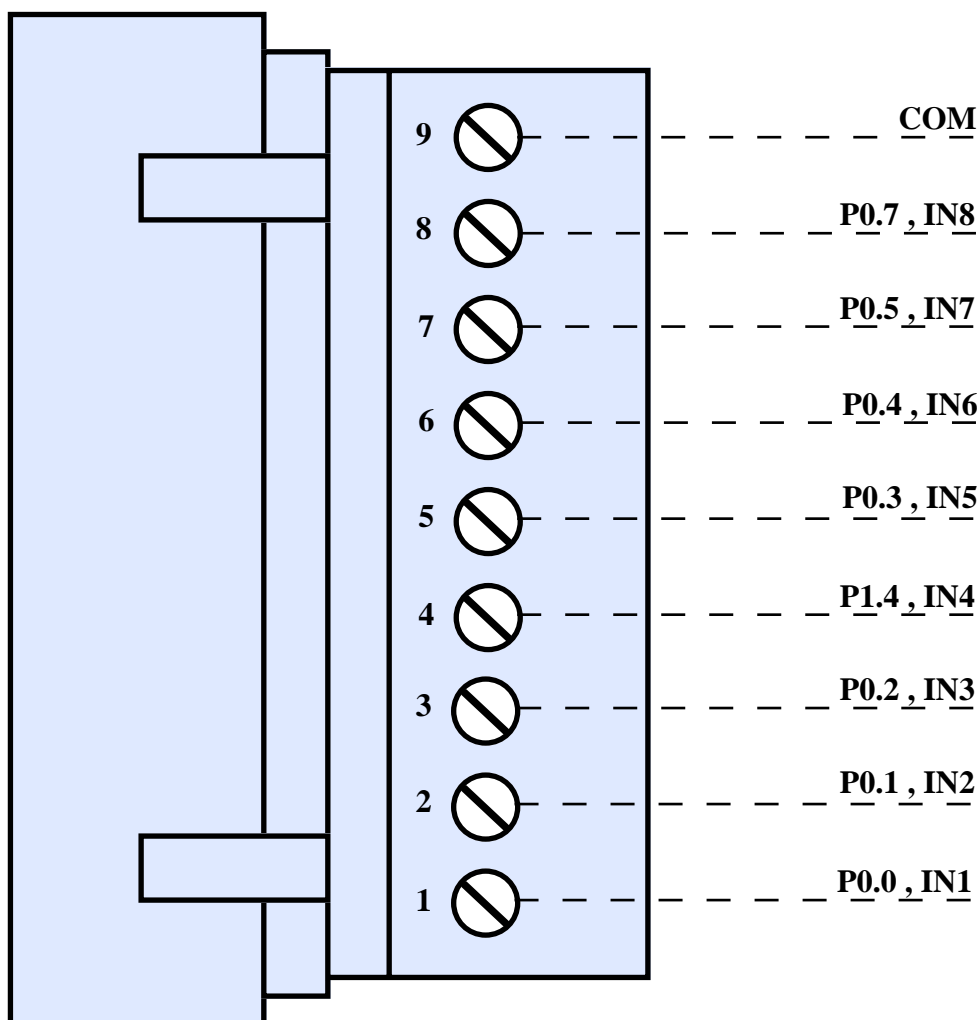 9 COM
8 P0.7 , IN8
7 P0.5 , IN7
6 P0.4 , IN6
5 P0.3 , IN5
4 P1.4 , IN4
3 P0.2 , IN3
2 P0.1 , IN2
1 P0.0 , IN1